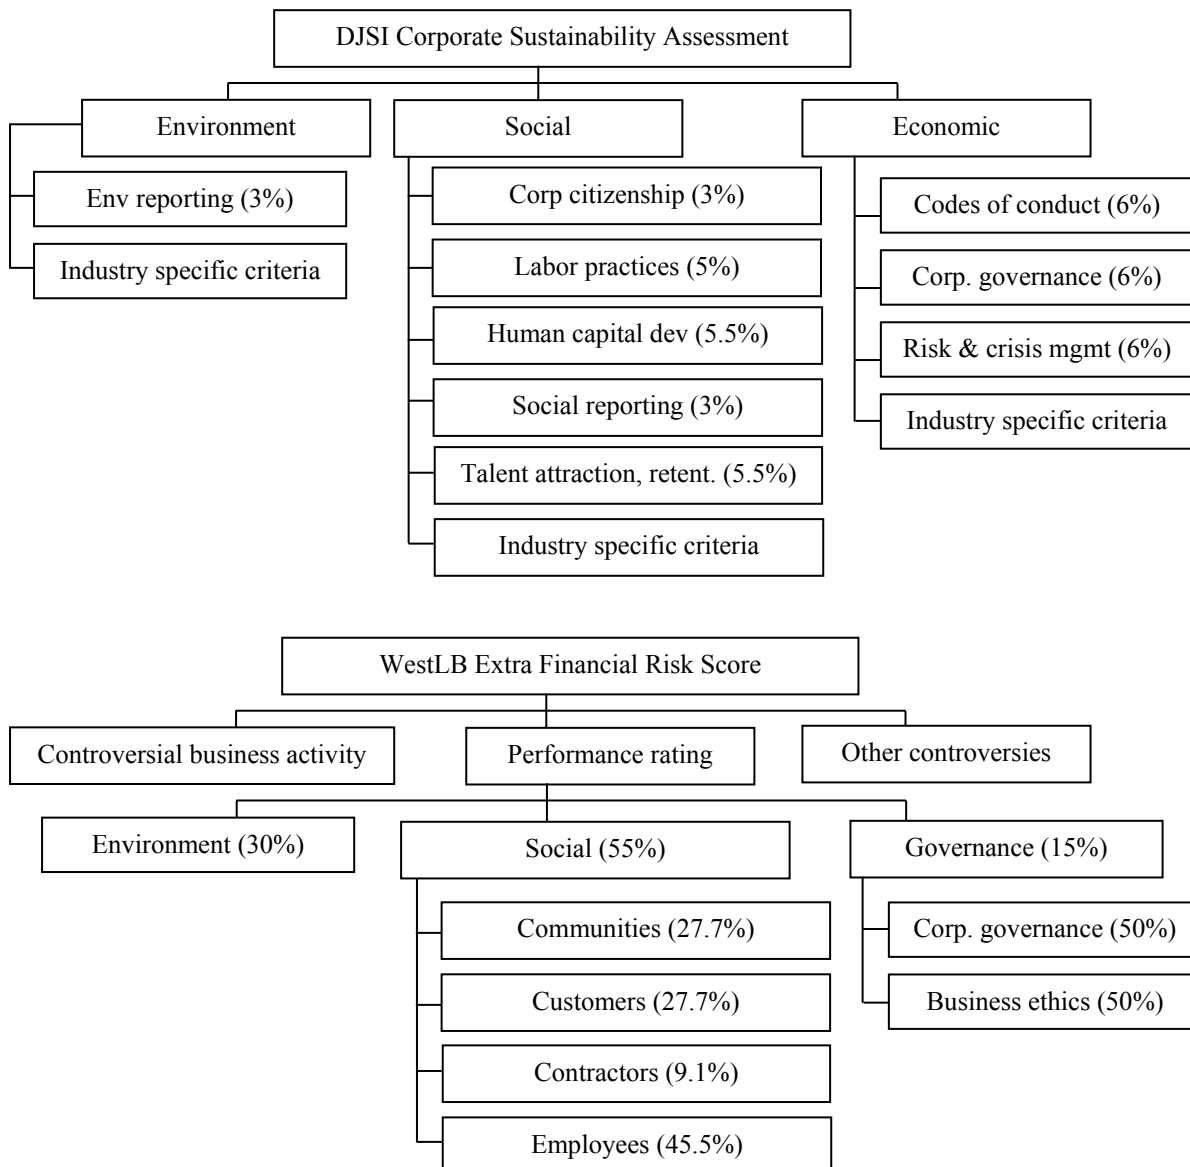 DJSI Corporate Sustainability Assessment
Environment
Social
Economic
Env reporting (3%)
Industry specific criteria
Corp citizenship (3%)
Labor practices (5%)
Human capital dev (5.5%)
Social reporting (3%)
Talent attraction, retent. (5.5%)
Industry specific criteria
Codes of conduct (6%)
Corp. governance (6%)
Risk & crisis mgmt (6%)
Industry specific criteria
WestLB Extra Financial Risk Score
Controversial business activity
Performance rating
Other controversies
Environment (30%)
Social (55%)
Governance (15%)
Communities (27.7%)
Customers (27.7%)
Contractors (9.1%)
Employees (45.5%)
Corp. governance (50%)
Business ethics (50%)